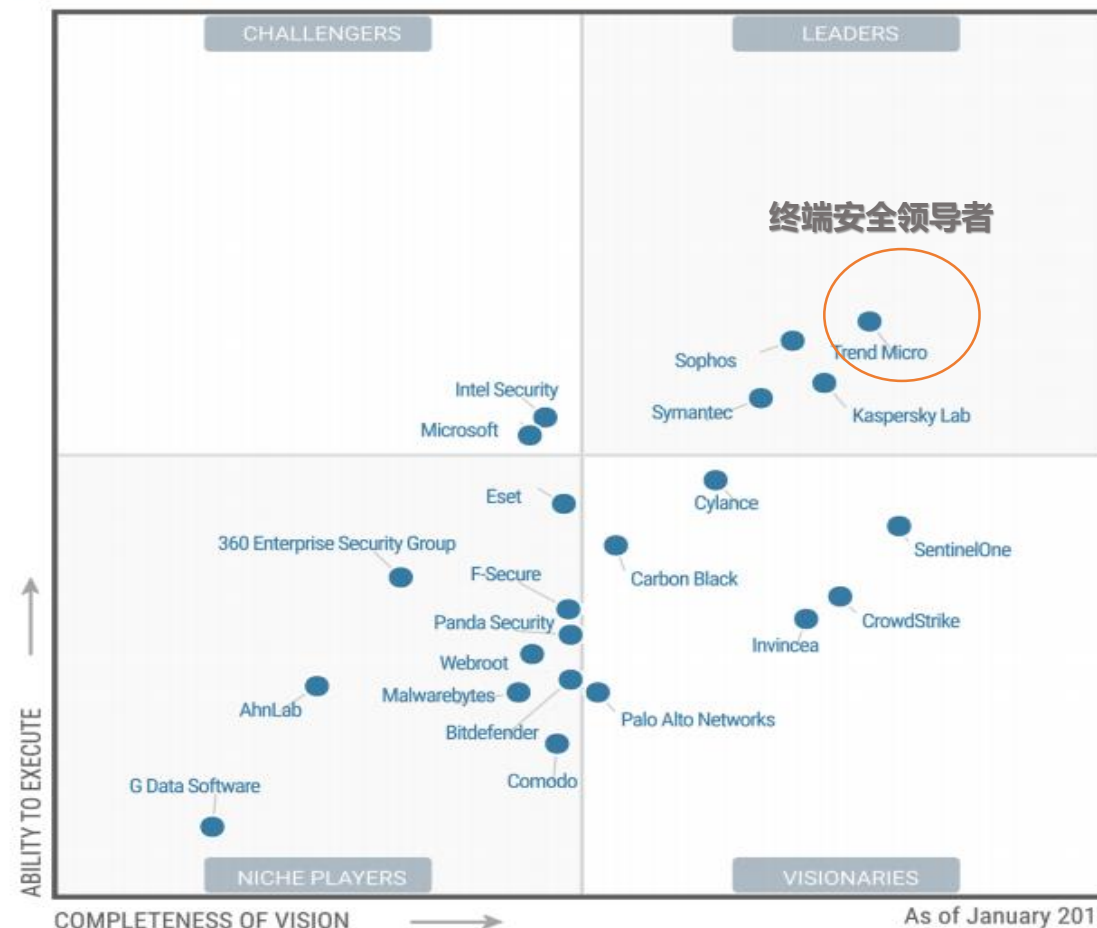 CHALLENGERS
LEADERS
终端安全领导者
Sophos
Trend Micro
Intel Security
Symantec
Kaspersky Lab
Microsoft
Eset
Cylance
360 Enterprise Security Group
SentinelOne
F-Secure
Carbon Black
Panda Security
CrowdStrike
Invincea
Webroot
Malwarebytes
AhnLab
Palo Alto Networks
Bitdefender
Comodo
G Data Software
NICHE PLAYERS
VISIONARIES
ABILITY TO EXECUTE
COMPLETENESS OF VISION
As of January 201